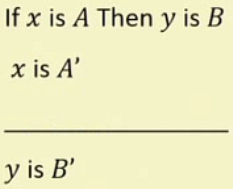 If x is A Then y is B
x is A’
y is B’